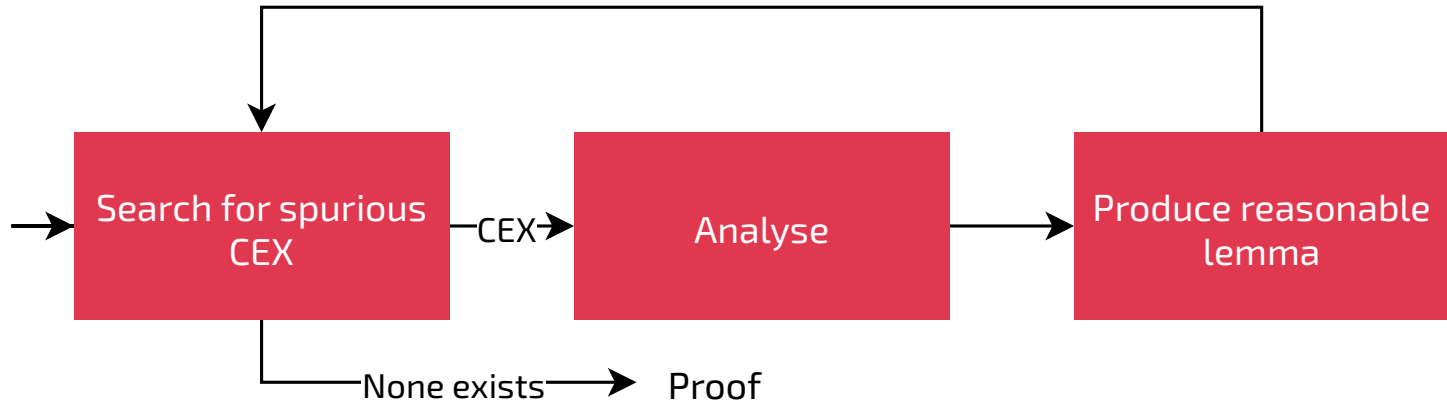 Search for spurious
CEX
CEX
Analyse
Produce reasonable
lemma
None exists
Proof